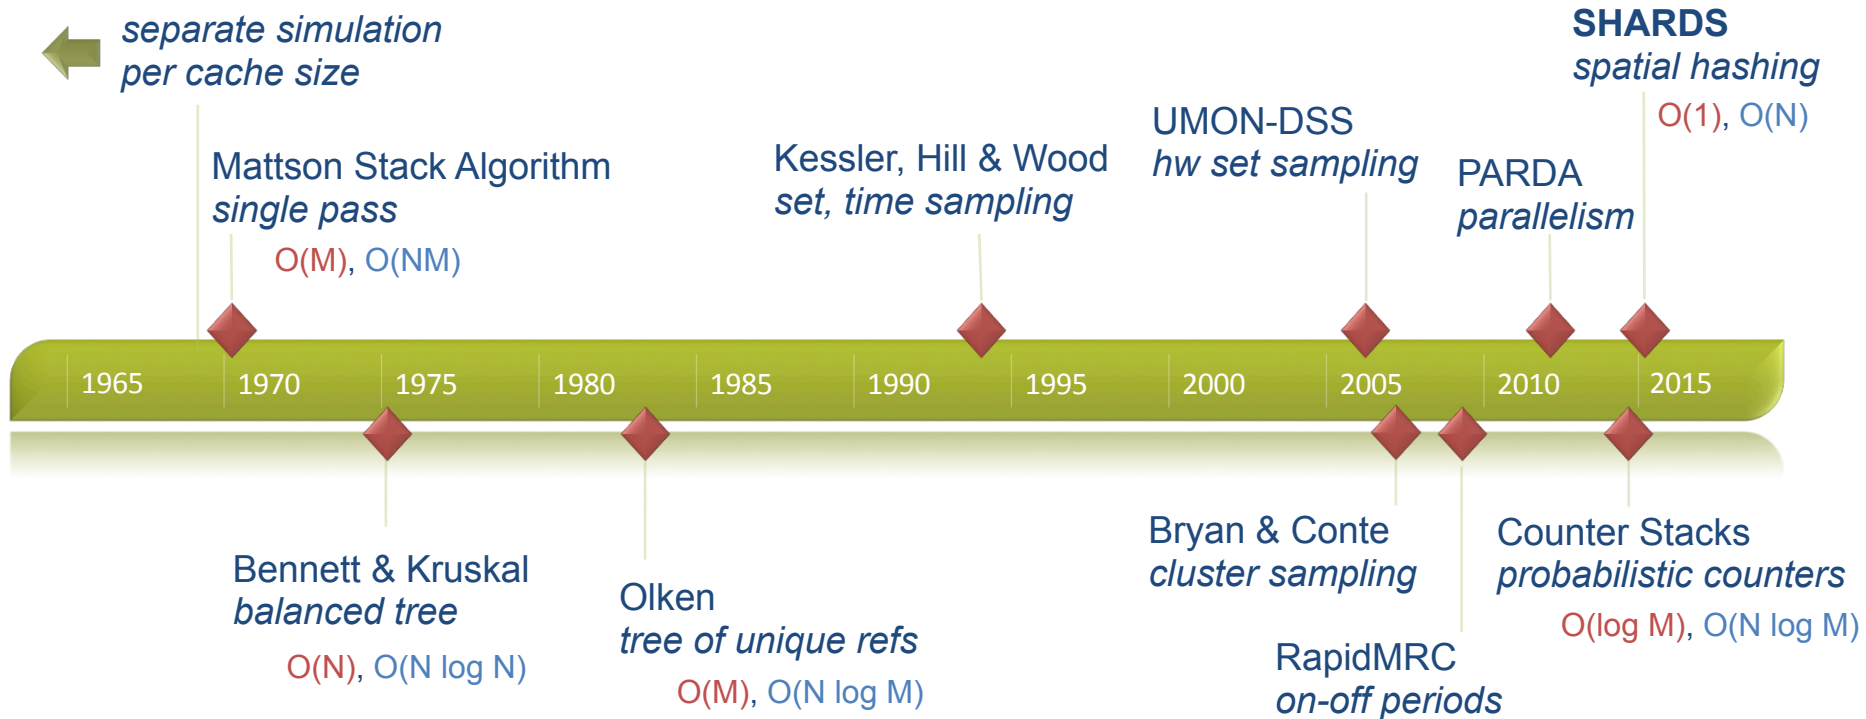 separate simulation
per cache size
Mattson Stack Algorithm
single pass
O(M), O(NM)
Kessler, Hill & Wood
set, time sampling
UMON-DSS
hw set sampling
PARDA
parallelism
SHARDS
spatial hashing
O(1), O(N)
1965 1970 1975 1980 1985 1990 1995 2000 2005 2010 2015
Bennett & Kruskal
balanced tree
O(N), O(N log N)
Olken
tree of unique refs
O(M), O(N log M)
Bryan & Conte
cluster sampling
RapidMRC
on-off periods
Counter Stacks
probabilistic counters
O(log M), O(N log M)